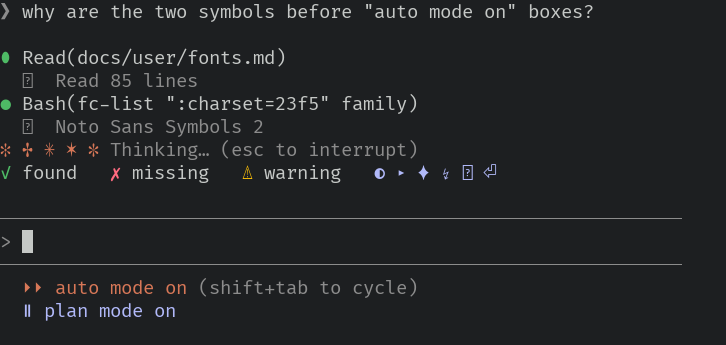 ❯ why are the two symbols before "auto mode on" boxes?
● Read(docs/user/fonts.md)
⍰ Read 85 lines
● Bash(fc-list ":charset=23f5" family)
⍰ Noto Sans Symbols 2
✼ ✢ ✳ ✶ ✼ Thinking… (esc to interrupt)
√ found ✗ missing ⚠ warning ◐ ▸ ✦ ↯ ⍰ ⏎
>
⏵⏵ auto mode on (shift+tab to cycle)
⏸ plan mode on